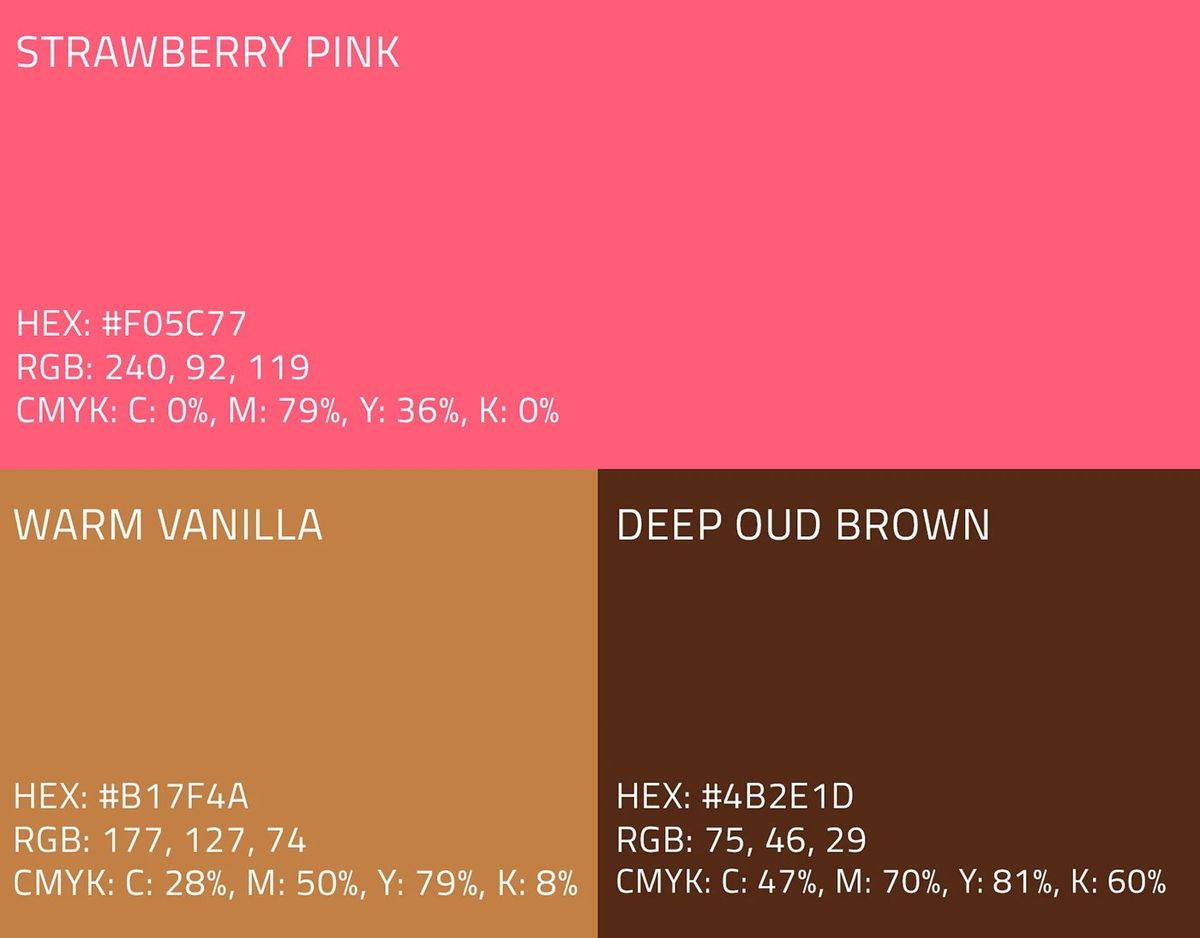 STRAWBERRY PINK
HEX: #F05C77
RGB: 240, 92, 119
CMYK: C: 0%, M: 79%, Y: 36%, K: 0%
WARM VANILLA
HEX: #B17F4A
RGB: 177, 127, 74
CMYK: C: 28%, M: 50%, Y: 79%, K: 8%
DEEP OUD BROWN
HEX: #4B2E1D
RGB: 75, 46, 29
CMYK: C: 47%, M: 70%, Y: 81%, K: 60%